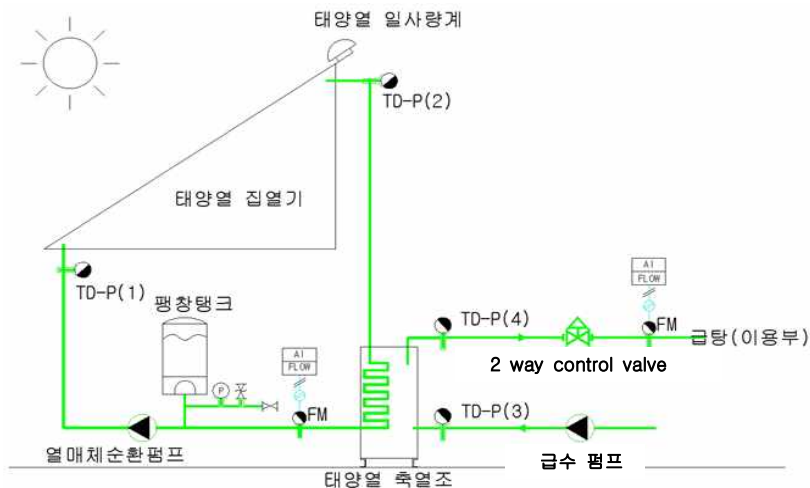 태양열 일사량계
TD-P(2)
태양열 집열기
TD-P(1)
팽창탱크
AI
FLOW
TD-P(4)
FM
급탕(이용부)
2 way control valve
AI
FLOW
P
FM
TD-P(3)
열매체순환펌프
급수 펌프
태양열 축열조